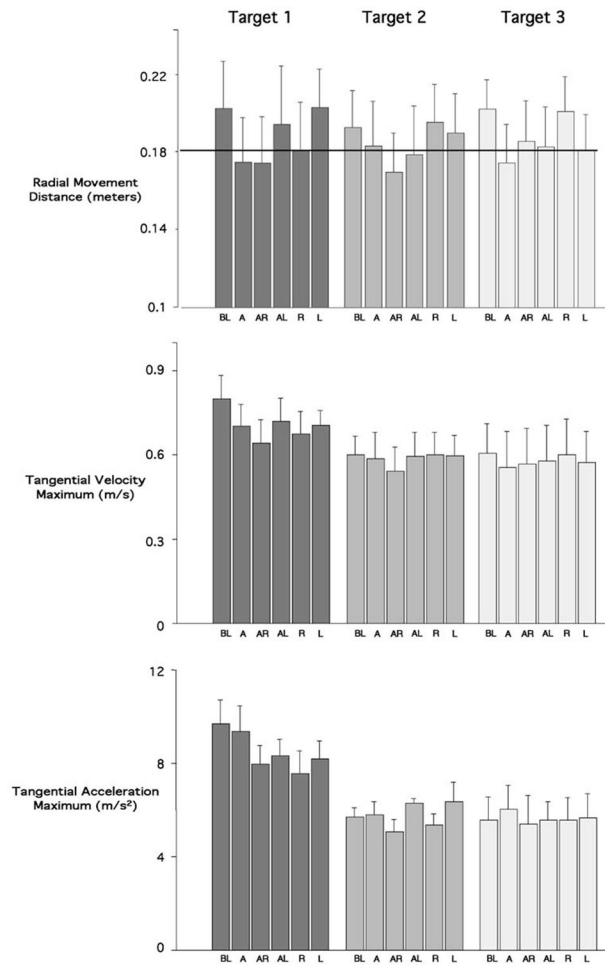 Target 1 Target 2 Target 3
0.22
0.18
Radial Movement
Distance (meters)
0.14
0.1
BL A AR AL R L BL A AR AL R L BL A AR AL R L
0.9
0.6
Tangential Velocity
Maximum (m/s)
0.3
0
BL A AR AL R L BL A AR AL R L BL A AR AL R L
12
8
Tangential Acceleration
Maximum (m/s²)
4
0
BL A AR AL R L BL A AR AL R L BL A AR AL R L